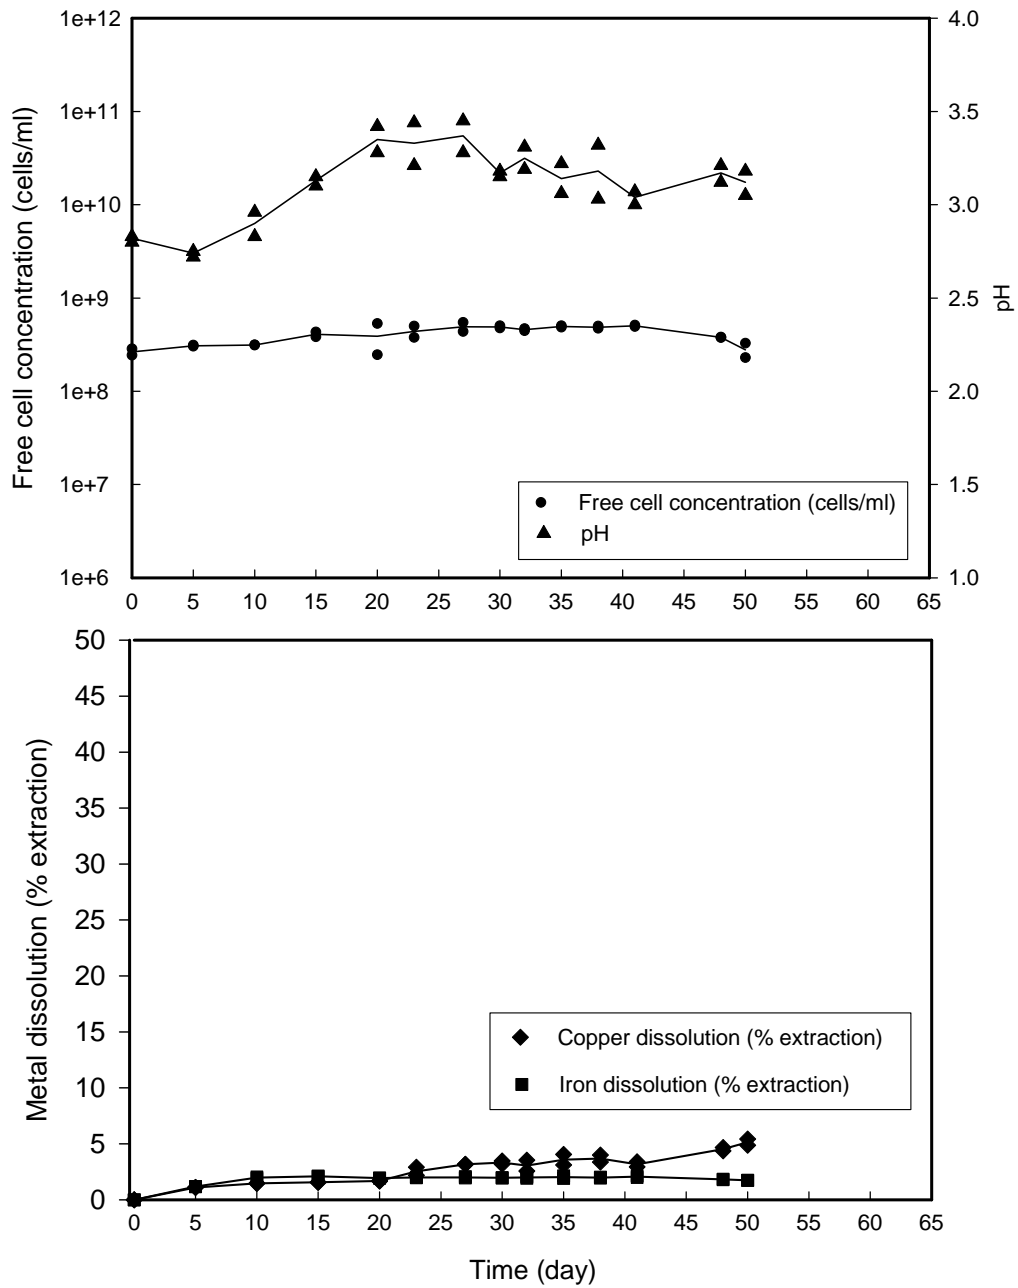 1e+12
1e+11
1e+10
1e+9
1e+8
1e+7
1e+6
Free cell concentration (cells/ml)
4.0
3.5
3.0
2.5
2.0
1.5
1.0
pH
Free cell concentration (cells/ml)
pH
0 5 10 15 20 25 30 35 40 45 50 55 60 65
50
45
40
35
30
25
20
15
10
5
0
Metal dissolution (% extraction)
Copper dissolution (% extraction)
Iron dissolution (% extraction)
0 5 10 15 20 25 30 35 40 45 50 55 60 65
Time (day)